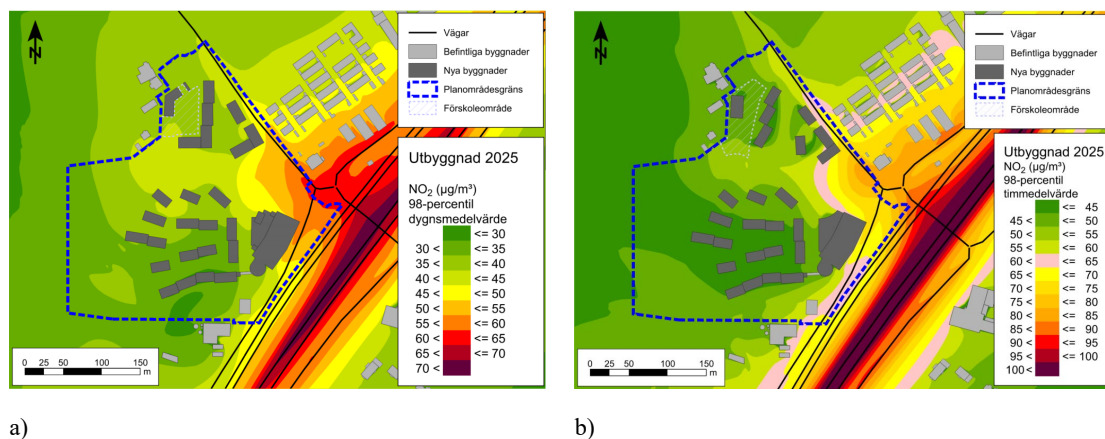 N
Vägar
Befintliga byggnader
Nya byggnader
Planområdesgräns
Förskoleområde
Utbyggnad 2025
NO₂ (µg/m³)
98-percentil
dygnsmedelvärde
<= 30
30 < <= 35
35 < <= 40
40 < <= 45
45 < <= 50
50 < <= 55
55 < <= 60
60 < <= 65
65 < <= 70
70 <
0 25 50 100 150
m
N
Vägar
Befintliga byggnader
Nya byggnader
Planområdesgräns
Förskoleområde
Utbyggnad 2025
NO₂ (µg/m³)
98-percentil
timmedelvärde
<= 45
45 < <= 50
50 < <= 55
55 < <= 60
60 < <= 65
65 < <= 70
70 < <= 75
75 < <= 80
80 < <= 85
85 < <= 90
90 < <= 95
95 < <= 100
100 <
0 25 50 100 150
m
a) b)